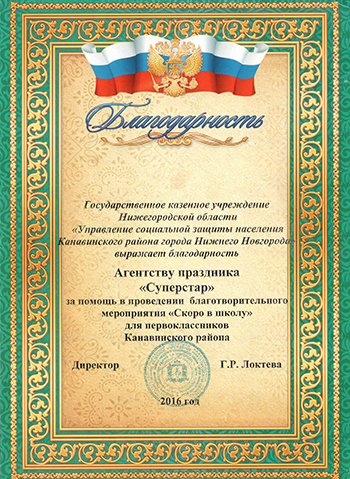 Благодарность
Государственное казенное учреждение
Нижегородской области
«Управление социальной защиты населения
Канавинского района города Нижнего Новгорода»
выражает благодарность
Агентству праздника
«Суперстар»
за помощь в проведении благотворительного
мероприятия «Скоро в школу»
для первоклассников
Канавинского района
Директор Г.Р. Локтева
2016 год